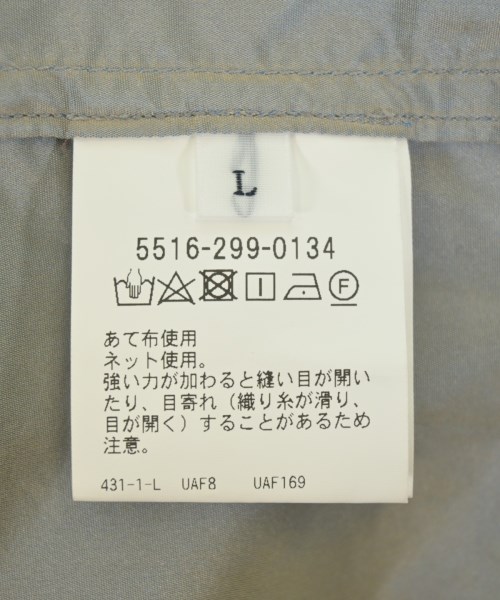 L
5516-299-0134
F
あて布使用
ネット使用。
強い力が加わると縫い目が開い
たり、目寄れ（織り糸が滑り、
目が開く）することがあるため
注意。
431-1-L UAF8 UAF169